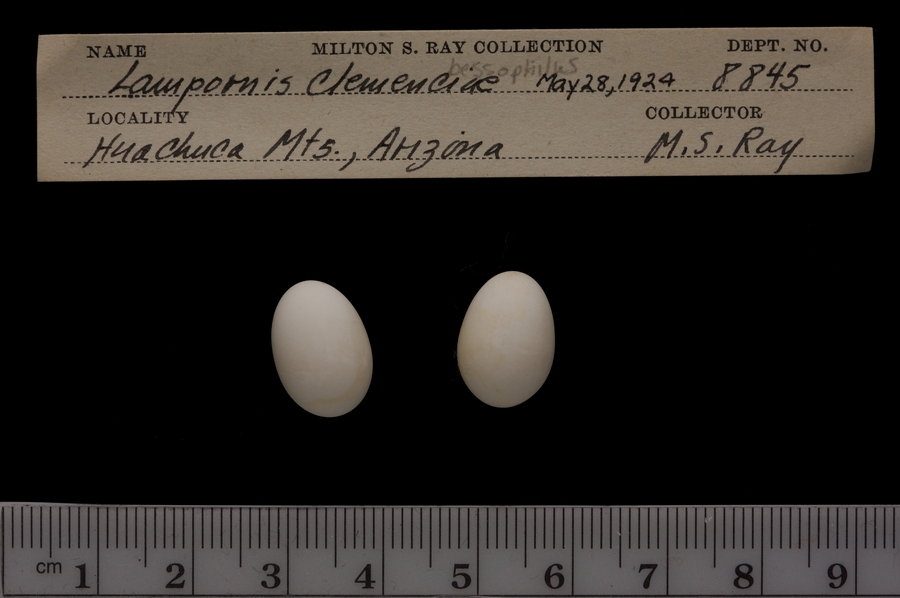 NAME MILTON S. RAY COLLECTION DEPT. NO.
bessophilus
Lampornis Clemenciae May 28, 1924 8845
LOCALITY COLLECTOR
Huachuca Mts., Arizona M. S. Ray
cm 1 2 3 4 5 6 7 8 9